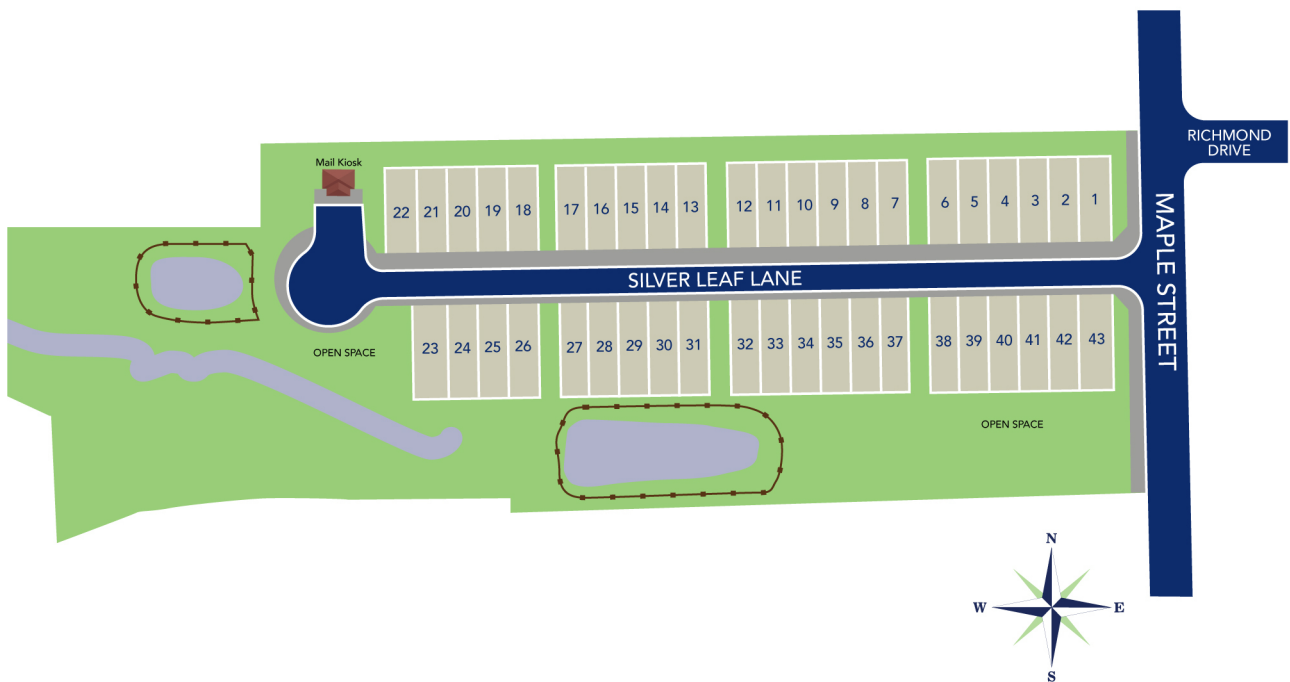 RICHMOND
DRIVE
Mail Kiosk
22 21 20 19 18 17 16 15 14 13 12 11 10 9 8 7 6 5 4 3 2 1
MAPLE STREET
SILVER LEAF LANE
OPEN SPACE
23 24 25 26 27 28 29 30 31 32 33 34 35 36 37 38 39 40 41 42 43
OPEN SPACE
N
W E
S